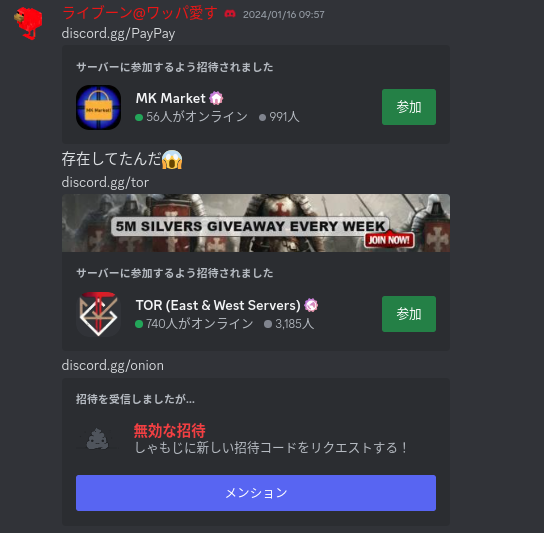 ライブーン@ワッパ愛す 2024/01/16 09:57
discord.gg/PayPay
サーバーに参加するよう招待されました
MK Market
MK Market
56人がオンライン 991人
参加
存在してたんだ😱
discord.gg/tor
5M SILVERS GIVEAWAY EVERY WEEK
JOIN NOW!
サーバーに参加するよう招待されました
TOR (East & West Servers)
740人がオンライン 3,185人
参加
discord.gg/onion
招待を受信しましたが...
無効な招待
しゃもじに新しい招待コードをリクエストする！
メンション